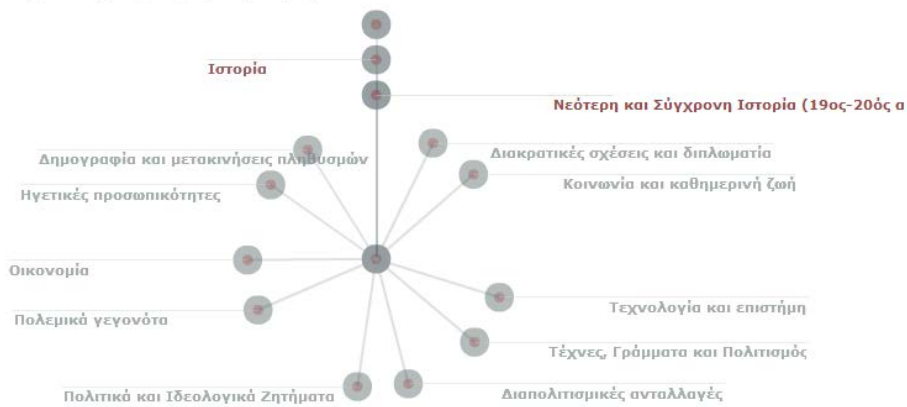 Ιστορία
Νεότερη και Σύγχρονη Ιστορία (19ος-20ός α
Δημογραφία και μετακινήσεις πληθυσμών
Διακρατικές σχέσεις και διπλωματία
Ηγετικές προσωπικότητες
Κοινωνία και καθημερινή ζωή
Οικονομία
Πολεμικά γεγονότα
Τεχνολογία και επιστήμη
Τέχνες, Γράμματα και Πολιτισμός
Πολιτικά και Ιδεολογικά Ζητήματα
Διαπολιτισμικές ανταλλαγές